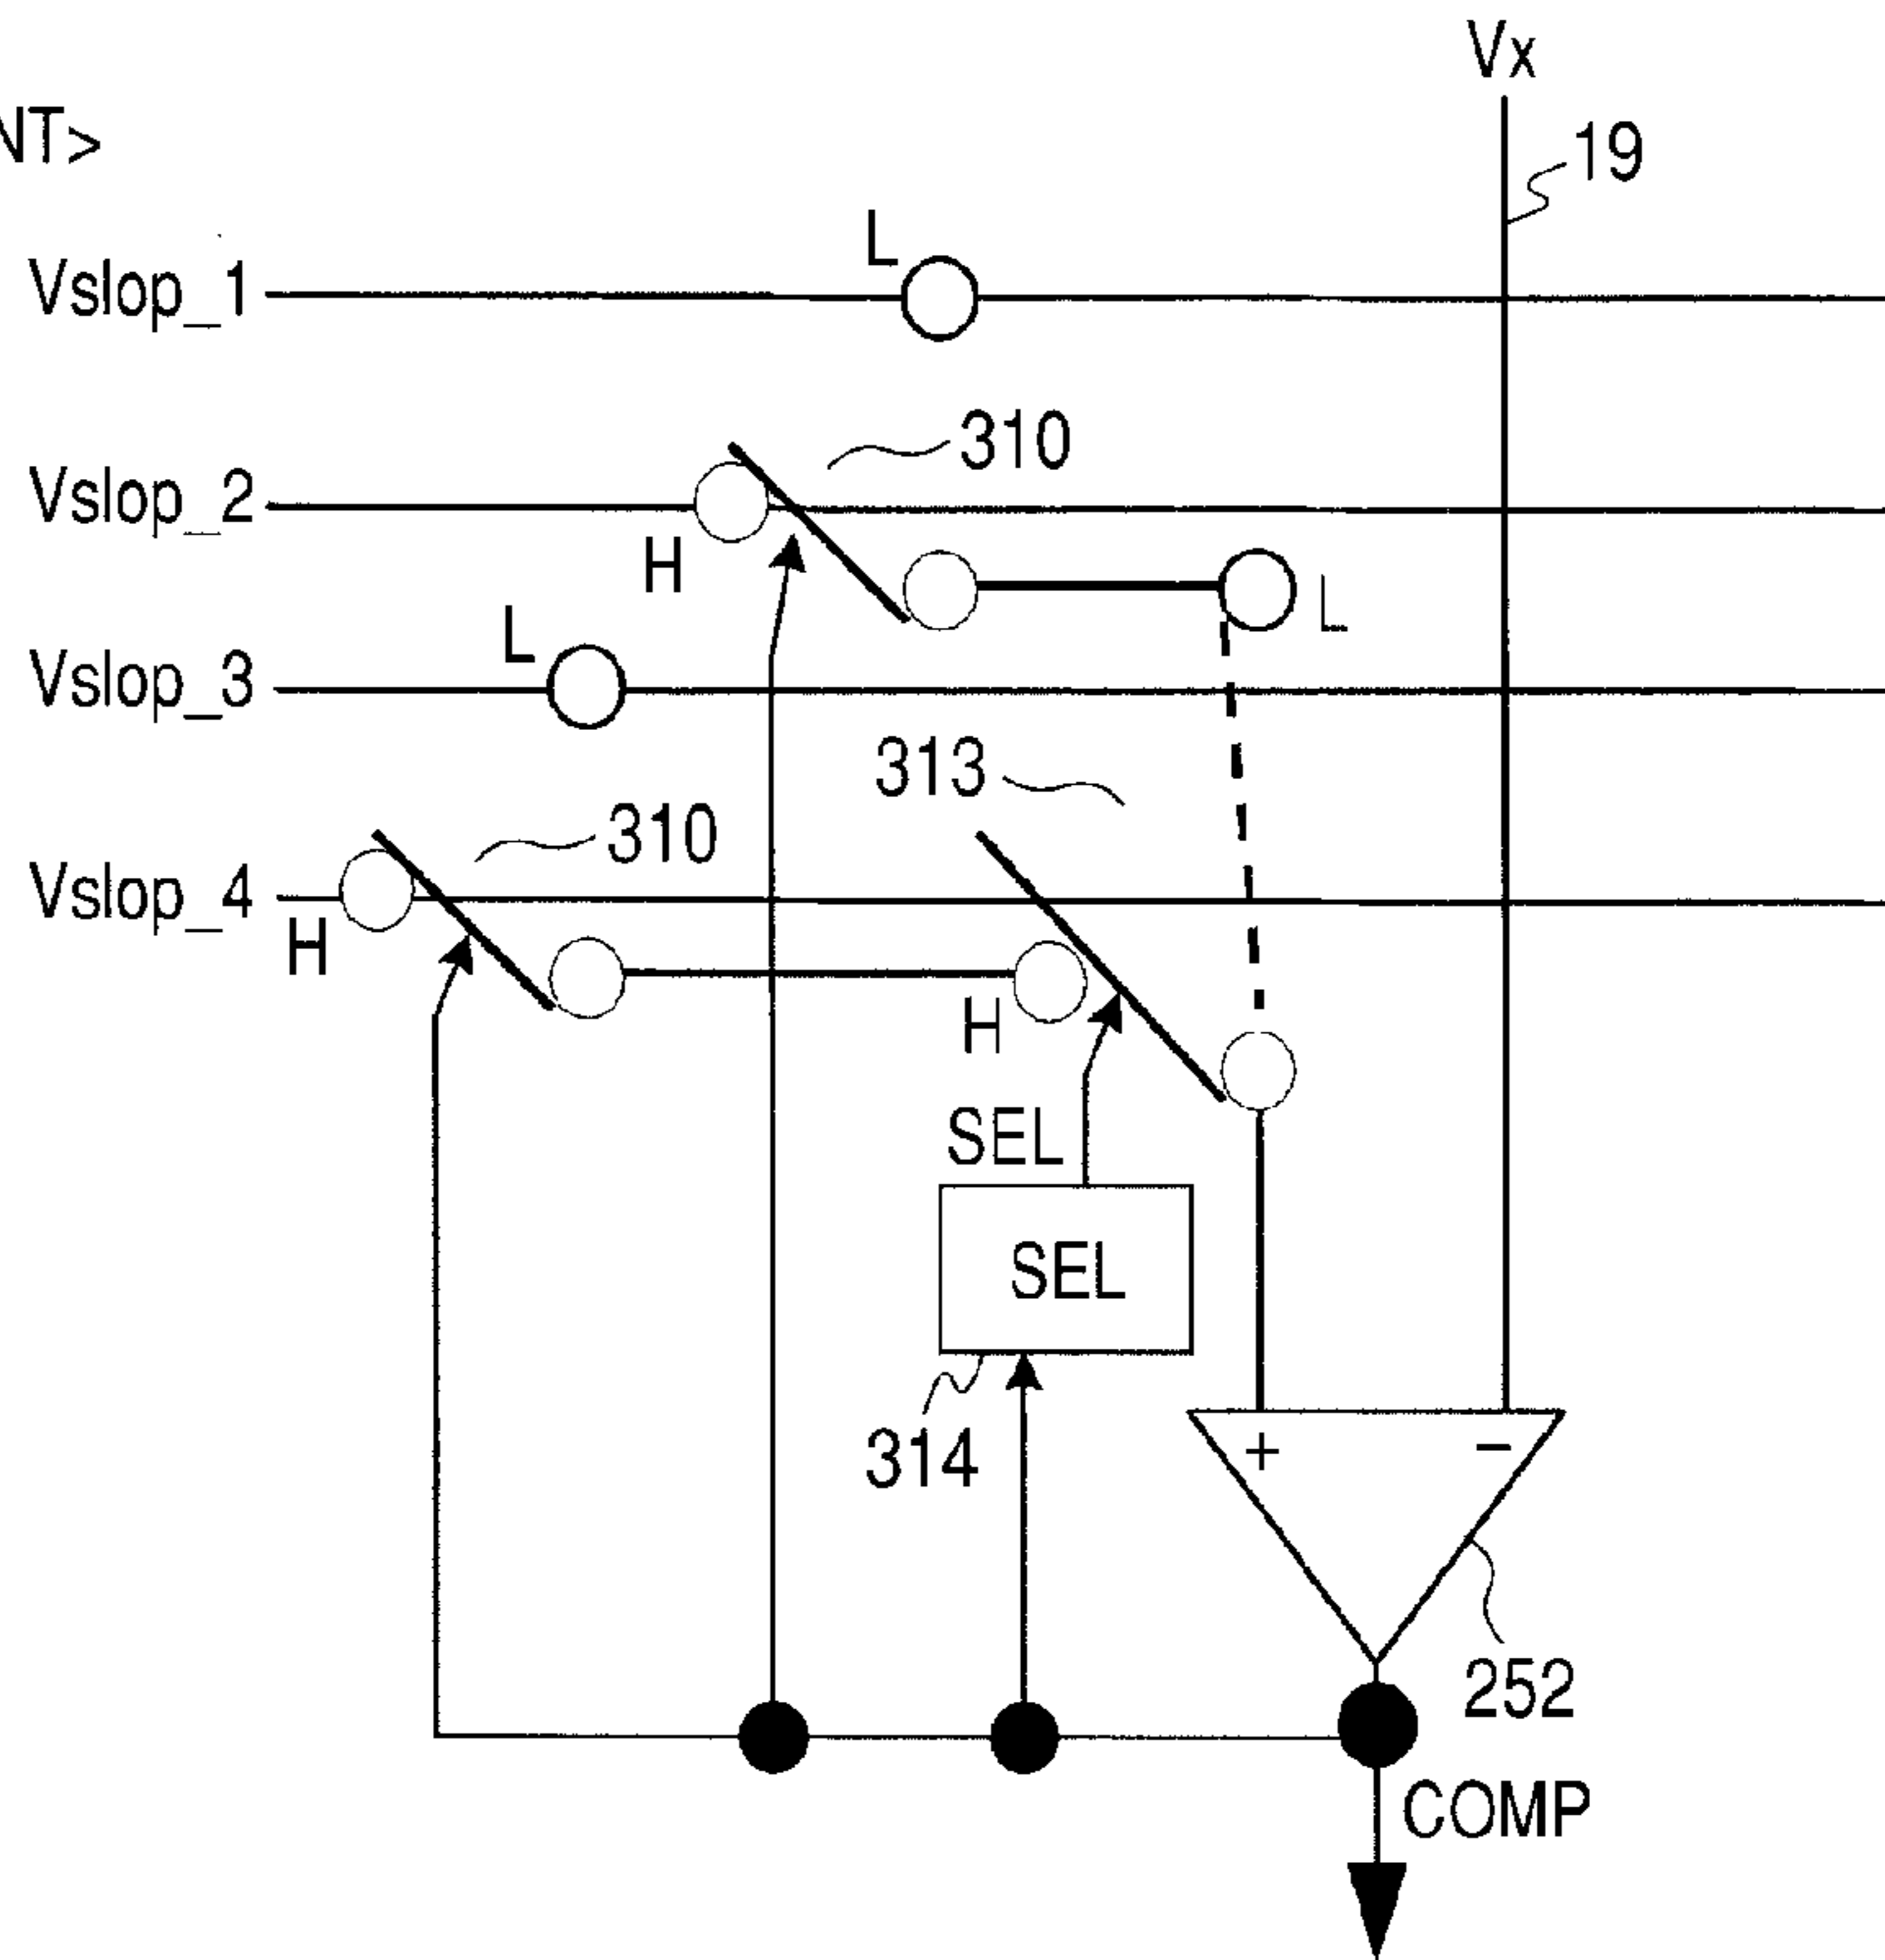 Vx
NT>
19
L
Vslop_1
310
Vslop_2
H
L
L
Vslop_3
313
310
Vslop_4
H
H
SEL
SEL
314
+ −
252
COMP